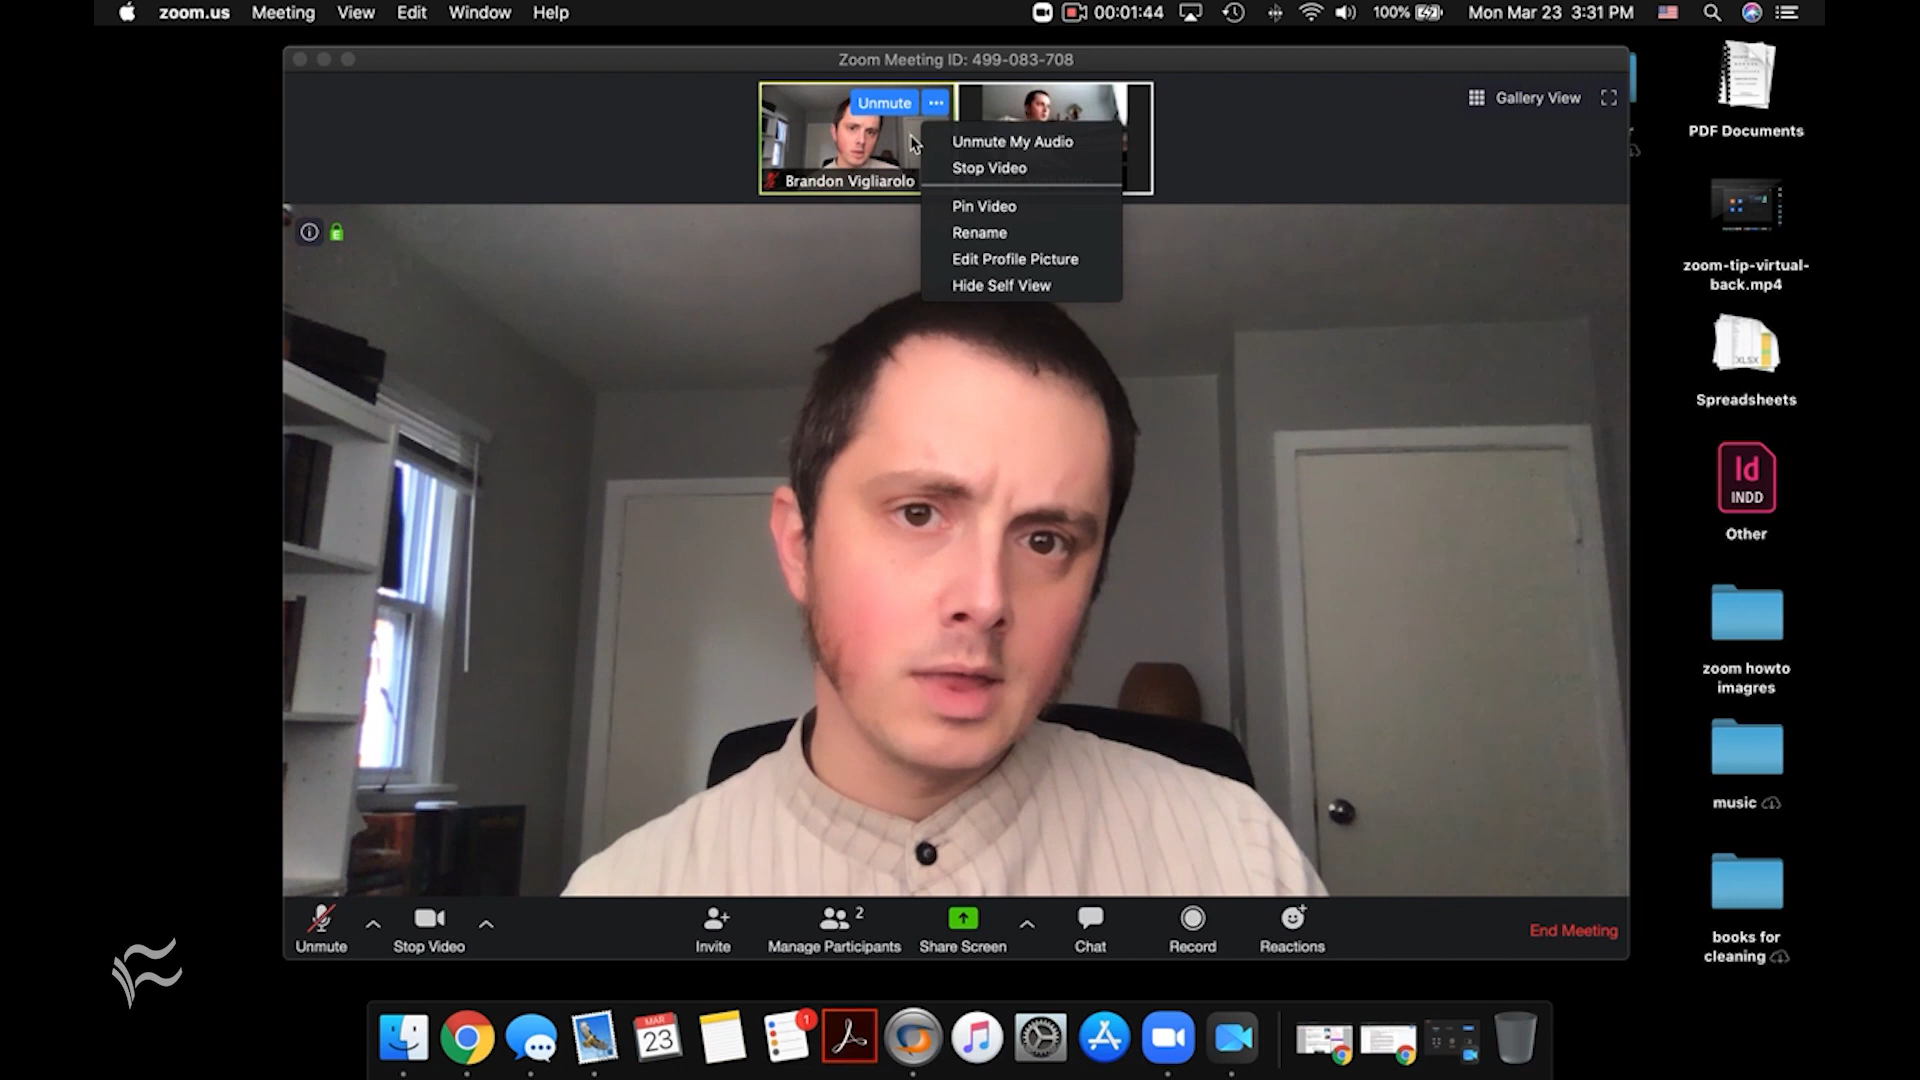 zoom.us Meeting View Edit Window Help 00:01:44 100% Mon Mar 23 3:31 PM
Zoom Meeting ID: 499-083-708
Unmute
Gallery View
Unmute My Audio
Stop Video
Brandon Vigliarolo
Pin Video
Rename
Edit Profile Picture
Hide Self View
E
PDF Documents
zoom-tip-virtual-
back.mp4
XLSX
Spreadsheets
Id
INDD
Other
zoom howto
imagres
music
books for
cleaning
2
Unmute Stop Video Invite Manage Participants Share Screen Chat Record Reactions
End Meeting
MAR
23
1